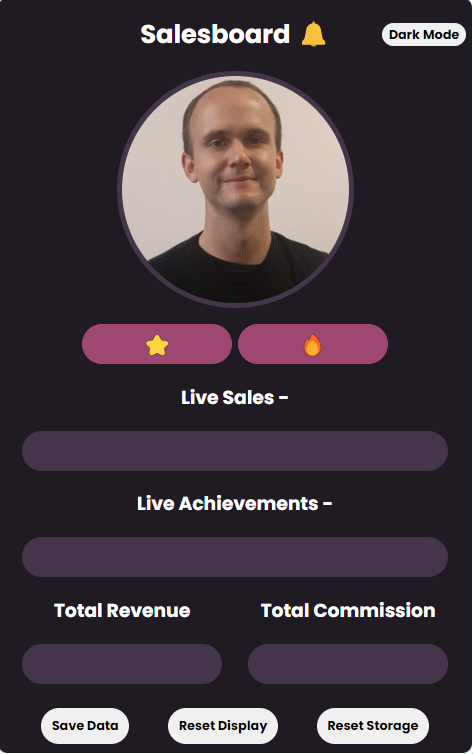 Salesboard 🔔
Dark Mode
⭐ 🔥
Live Sales -
Live Achievements -
Total Revenue Total Commission
Save Data Reset Display Reset Storage